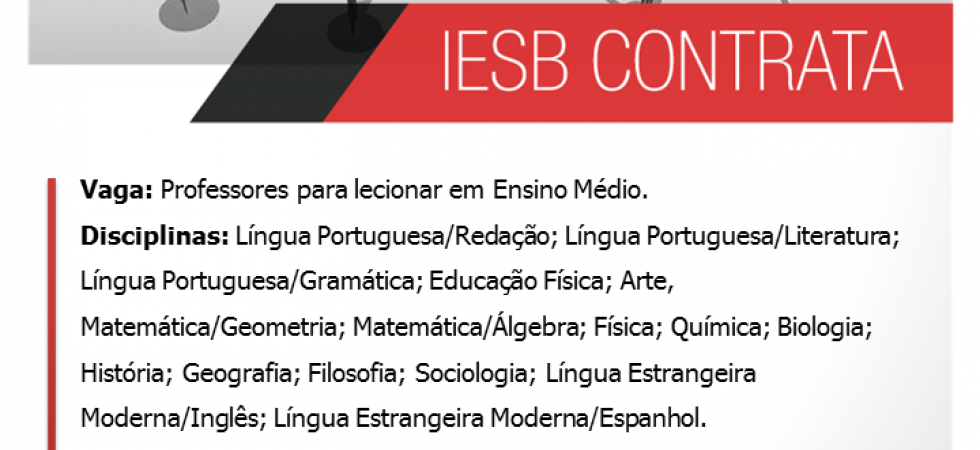 IESB CONTRATA
Vaga: Professores para lecionar em Ensino Médio.
Disciplinas: Língua Portuguesa/Redação; Língua Portuguesa/Literatura;
Língua Portuguesa/Gramática; Educação Física; Arte,
Matemática/Geometria; Matemática/Álgebra; Física; Química; Biologia;
História; Geografia; Filosofia; Sociologia; Língua Estrangeira
Moderna/Inglês; Língua Estrangeira Moderna/Espanhol.